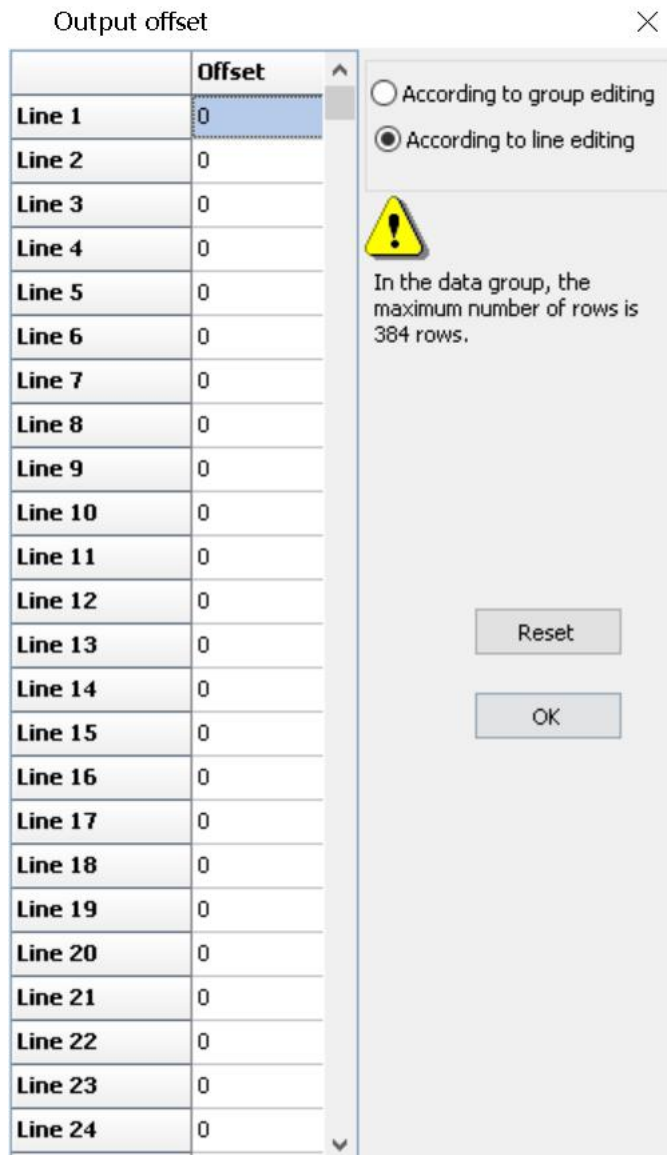 Output offset
Offset
Line 1 0
Line 2 0
Line 3 0
Line 4 0
Line 5 0
Line 6 0
Line 7 0
Line 8 0
Line 9 0
Line 10 0
Line 11 0
Line 12 0
Line 13 0
Line 14 0
Line 15 0
Line 16 0
Line 17 0
Line 18 0
Line 19 0
Line 20 0
Line 21 0
Line 22 0
Line 23 0
Line 24 0
According to group editing
According to line editing
In the data group, the
maximum number of rows is
384 rows.
Reset
OK